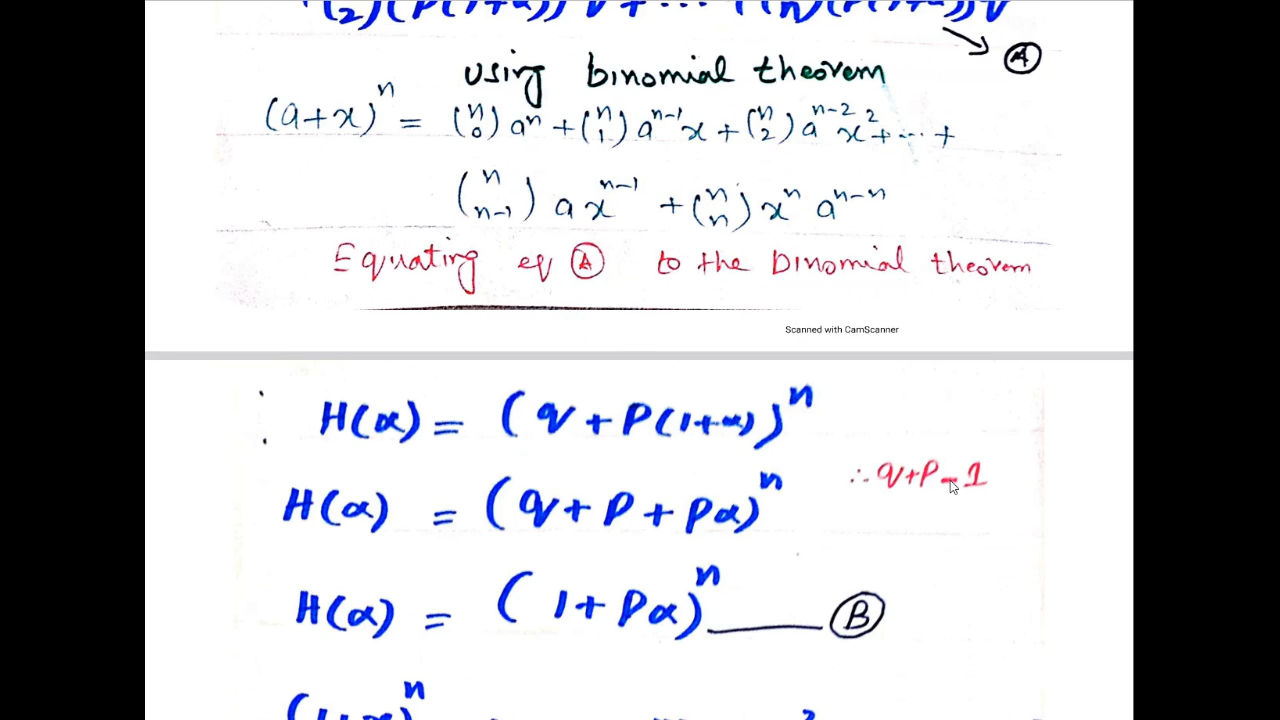 using binomial theorem
(a+x)^n = (n 0) a^n + (n 1) a^{n-1} x + (n 2) a^{n-2} x^2 + ... +
(n n-1) a x^{n-1} + (n n) x^n a^{n-n}
Equating eq (A) to the binomial theorem
Scanned with CamScanner
: H(α) = (q + P(1+α))^n
H(α) = (q + P + Pα)^n ∴ q+P=1
H(α) = (1 + Pα)^n ——— (B)